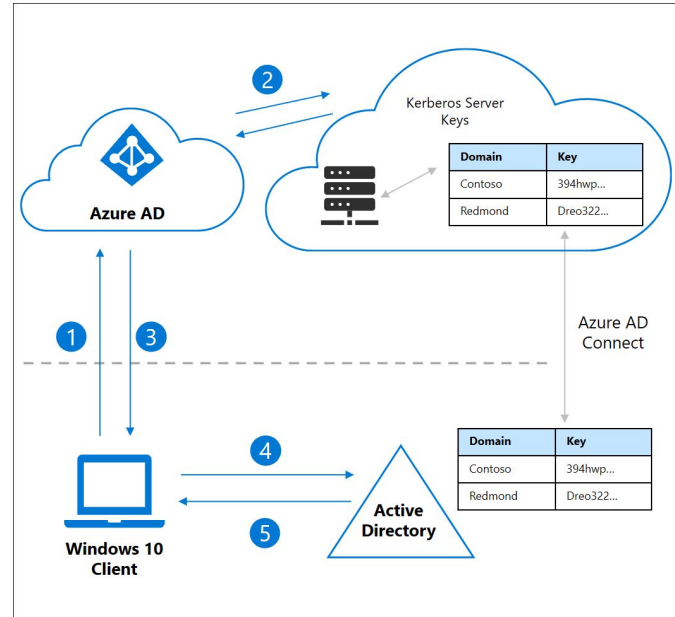 2
Kerberos Server
Keys
Domain Key
Contoso 394hwp...
Redmond Dreo322...
Azure AD
1
3
Azure AD
Connect
Domain Key
Contoso 394hwp...
Redmond Dreo322...
4
Active
Directory
5
Windows 10
Client